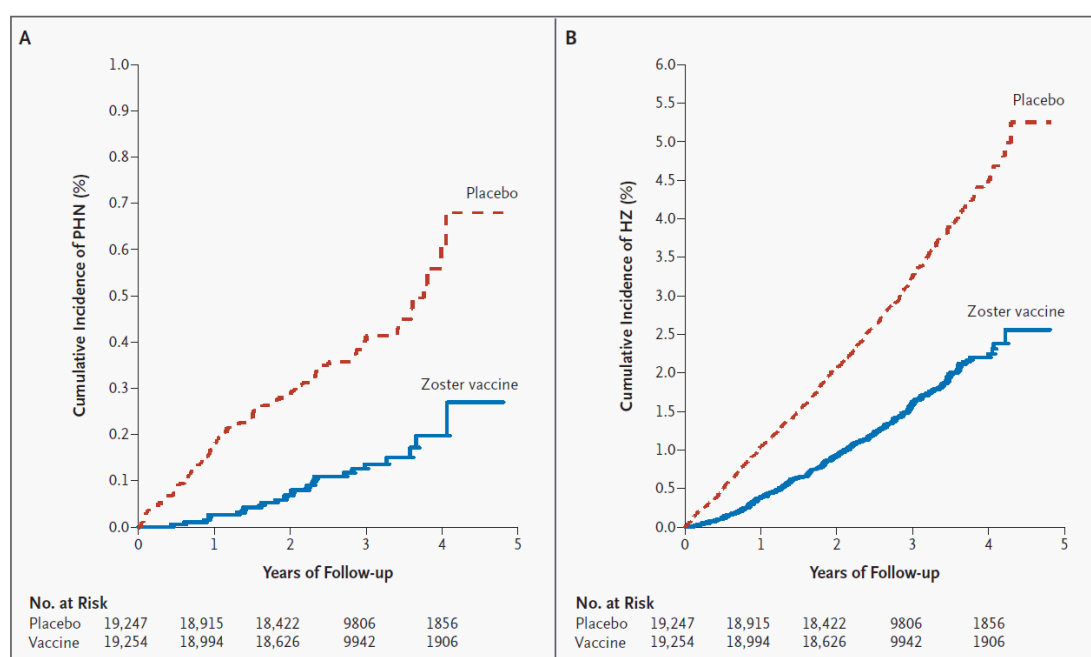 A
Cumulative Incidence of PHN (%)
1.0
0.9
0.8
0.7
0.6
0.5
0.4
0.3
0.2
0.1
0.0
Placebo
Zoster vaccine
0 1 2 3 4 5
Years of Follow-up
No. at Risk
Placebo 19,247 18,915 18,422 9806 1856
Vaccine 19,254 18,994 18,626 9942 1906
B
Cumulative Incidence of HZ (%)
6.0
5.5
5.0
4.5
4.0
3.5
3.0
2.5
2.0
1.5
1.0
0.5
0.0
Placebo
Zoster vaccine
0 1 2 3 4 5
Years of Follow-up
No. at Risk
Placebo 19,247 18,915 18,422 9806 1856
Vaccine 19,254 18,994 18,626 9942 1906